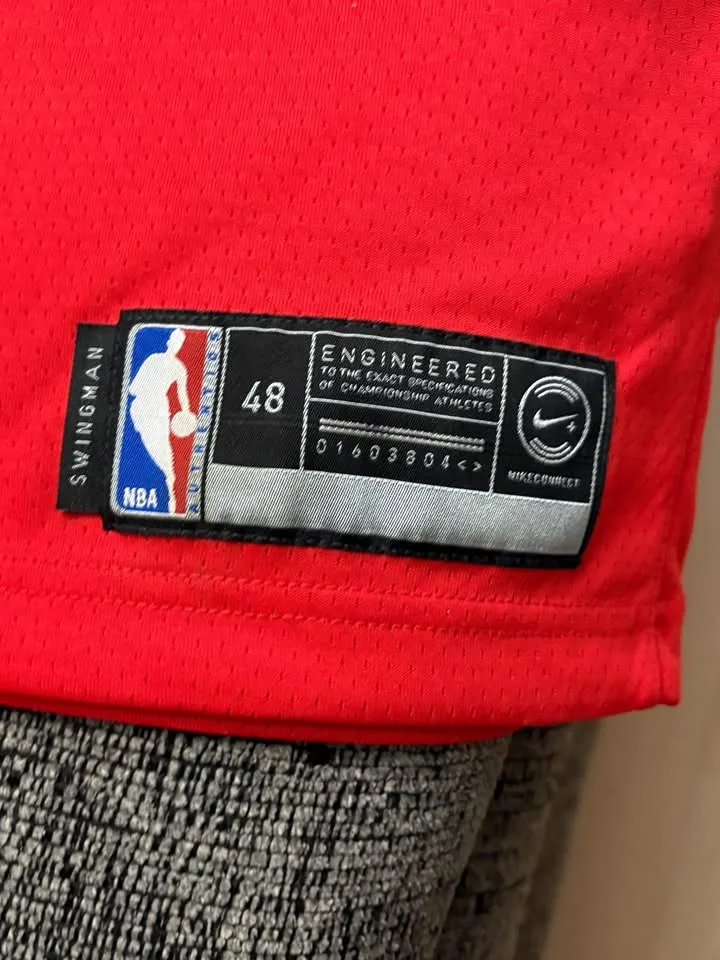 SWINGMAN
NBA
AUTHENTICS
48
ENGINEERED
TO THE EXACT SPECIFICATIONS
OF CHAMPIONSHIP ATHLETES
01603804<>
NIKECONNECT